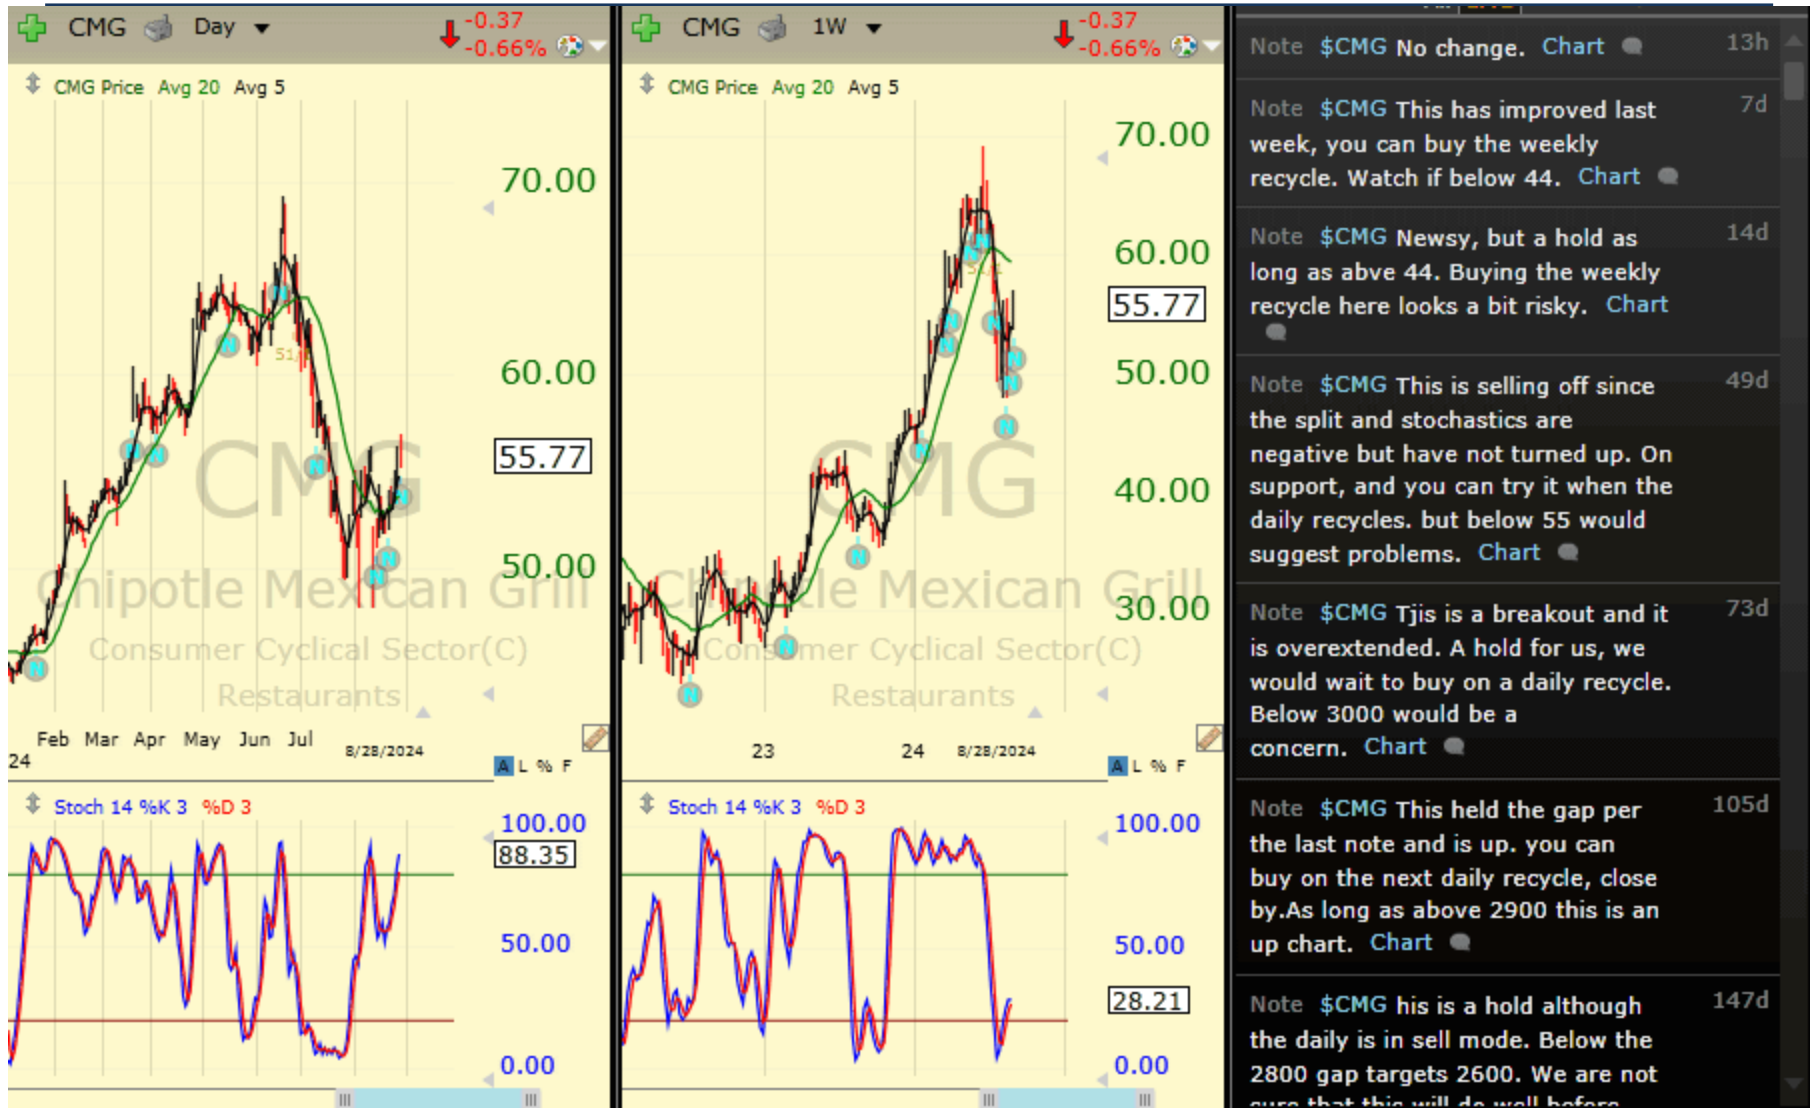 CMG Day
-0.37
-0.66%
CMG Price Avg 20 Avg 5
70.00
60.00
55.77
50.00
CMG
Chipotle Mexican Grill
Consumer Cyclical Sector(C)
Restaurants
Feb Mar Apr May Jun Jul
24
8/28/2024
A L % F
Stoch 14 %K 3 %D 3
100.00
88.35
50.00
0.00
CMG 1W
-0.37
-0.66%
CMG Price Avg 20 Avg 5
70.00
60.00
55.77
50.00
40.00
30.00
CMG
Chipotle Mexican Grill
Consumer Cyclical Sector(C)
Restaurants
23 24 8/28/2024
A L % F
Stoch 14 %K 3 %D 3
100.00
50.00
28.21
0.00
Note $CMG No change. Chart 13h
Note $CMG This has improved last 7d
week, you can buy the weekly
recycle. Watch if below 44. Chart
Note $CMG Newsy, but a hold as 14d
long as abve 44. Buying the weekly
recycle here looks a bit risky. Chart
Note $CMG This is selling off since 49d
the split and stochastics are
negative but have not turned up. On
support, and you can try it when the
daily recycles. but below 55 would
suggest problems. Chart
Note $CMG Tjis is a breakout and it 73d
is overextended. A hold for us, we
would wait to buy on a daily recycle.
Below 3000 would be a
concern. Chart
Note $CMG This held the gap per 105d
the last note and is up. you can
buy on the next daily recycle, close
by.As long as above 2900 this is an
up chart. Chart
Note $CMG his is a hold although 147d
the daily is in sell mode. Below the
2800 gap targets 2600. We are not
sure that this will do well before